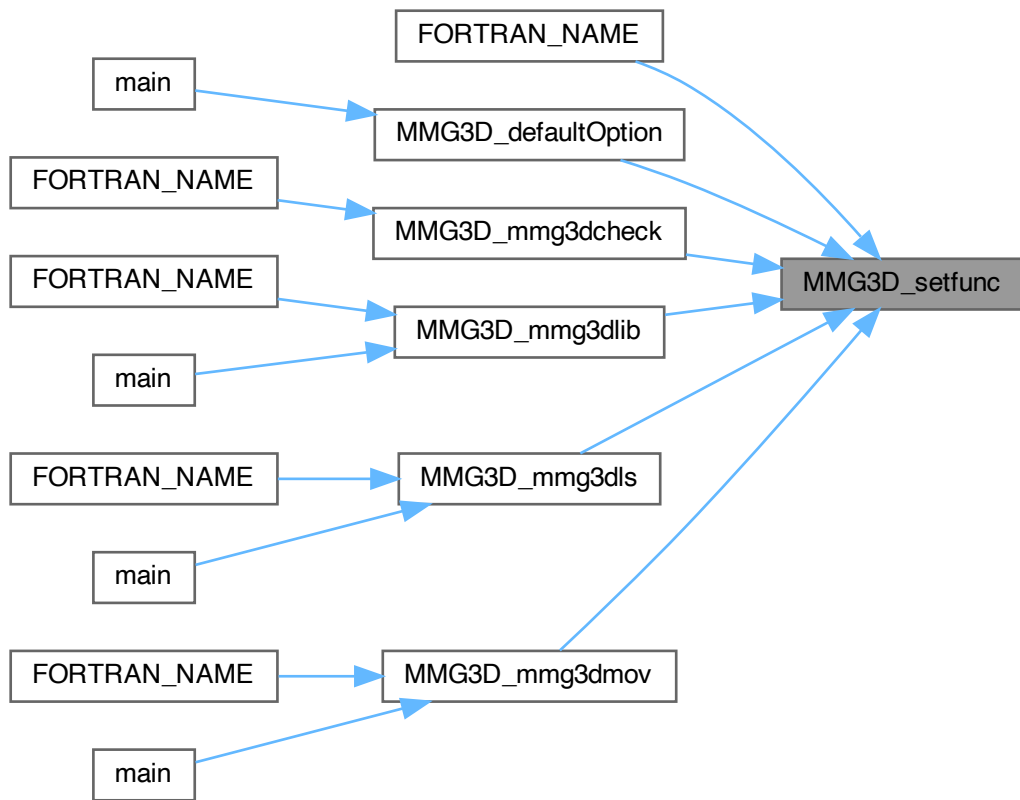 FORTRAN_NAME
main
MMG3D_defaultOption
FORTRAN_NAME
MMG3D_mmg3dcheck
FORTRAN_NAME
MMG3D_setfunc
MMG3D_mmg3dlib
main
FORTRAN_NAME
MMG3D_mmg3dls
main
FORTRAN_NAME
MMG3D_mmg3dmov
main